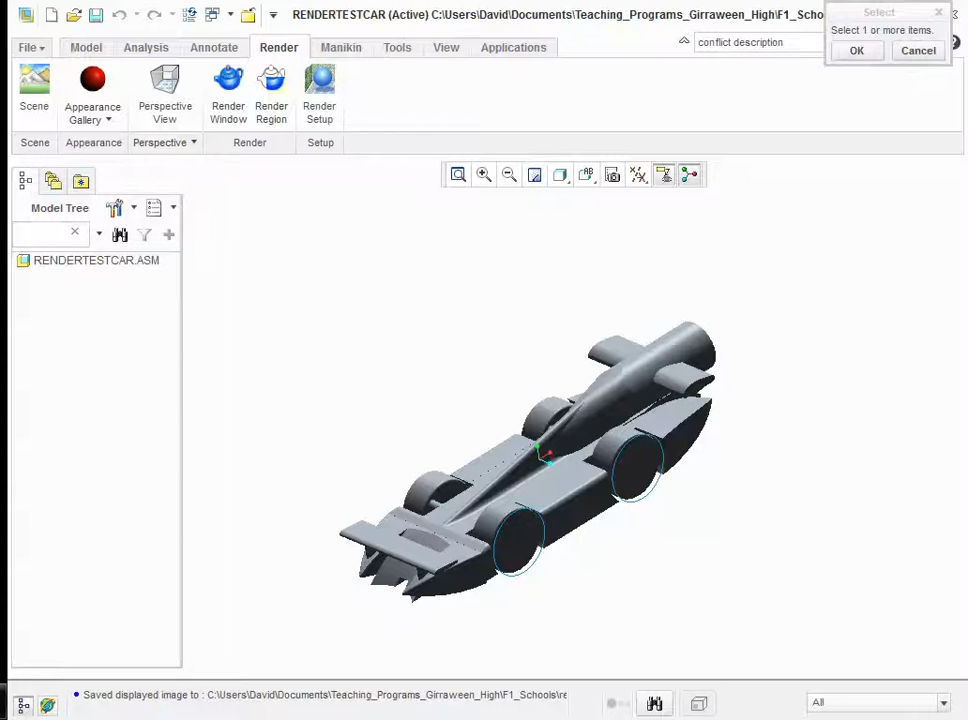 RENDERTESTCAR (Active) C:\Users\David\Documents\Teaching_Programs_Girraween_High\F1_Scho
Select
Select 1 or more items.
OK Cancel
File Model Analysis Annotate Render Manikin Tools View Applications
conflict description
Scene Appearance Gallery Perspective View Render Window Render Region Render Setup
Scene Appearance Perspective Render Setup
Model Tree
RENDERTESTCAR.ASM
Saved displayed image to : C:\Users\David\Documents\Teaching_Programs_Girraween_High\F1_Schools\re
All